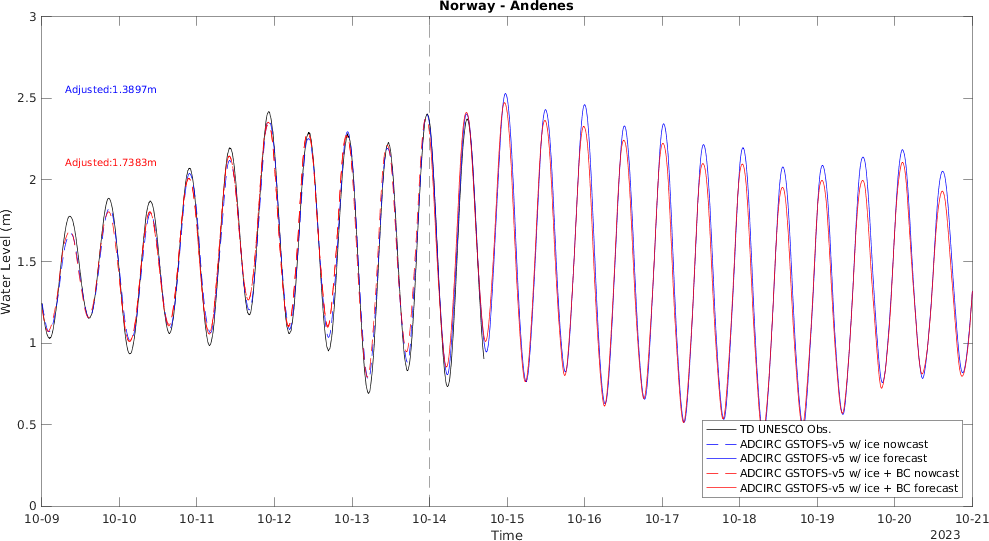 Norway - Andenes
3
2.5
2
1.5
1
0.5
0
Water Level (m)
Adjusted:1.3897m
Adjusted:1.7383m
TD UNESCO Obs.
ADCIRC GSTOFS-v5 w/ ice nowcast
ADCIRC GSTOFS-v5 w/ ice forecast
ADCIRC GSTOFS-v5 w/ ice + BC nowcast
ADCIRC GSTOFS-v5 w/ ice + BC forecast
10-09 10-10 10-11 10-12 10-13 10-14 10-15 10-16 10-17 10-18 10-19 10-20 10-21
Time
2023